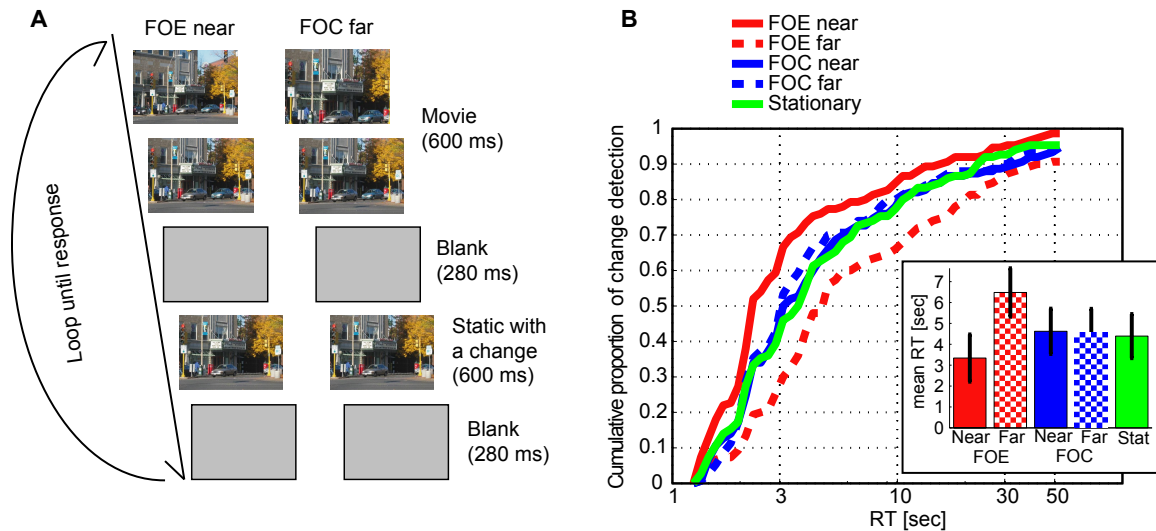 A
FOE near
FOC far
Movie
(600 ms)
Blank
(280 ms)
Static with
a change
(600 ms)
Blank
(280 ms)
Loop until response
B
FOE near
FOE far
FOC near
FOC far
Stationary
Cumulative proportion of change detection
1
0.9
0.8
0.7
0.6
0.5
0.4
0.3
0.2
0.1
0
1
3
10
30
50
RT [sec]
mean RT [sec]
7
6
5
4
3
2
1
0
Near
Far
Near
Far
Stat
FOE
FOC